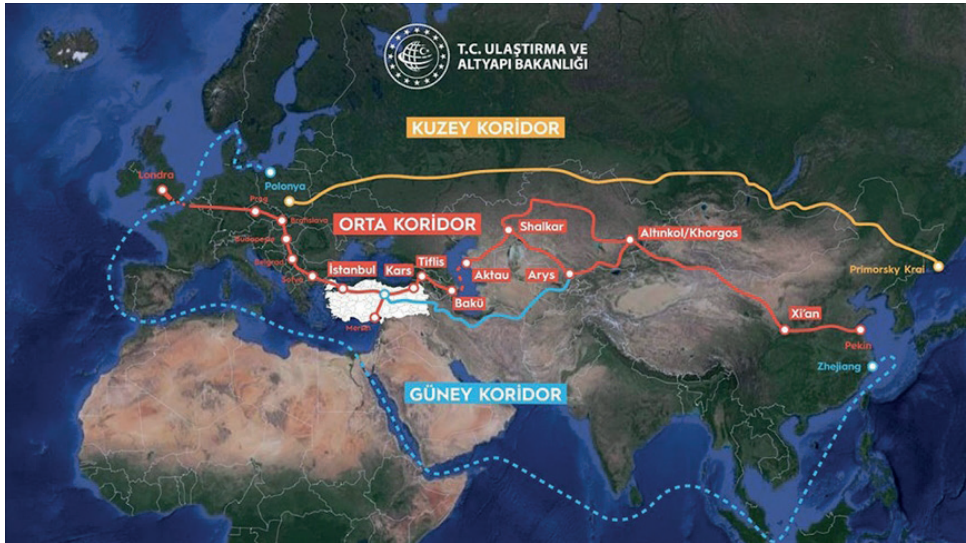 T.C. ULAŞTIRMA VE
ALTYAPI BAKANLIĞI
KUZEY KORİDOR
Londra
Polonya
Prag
Bratislava
ORTA KORİDOR
Shalkar
Altınkol/Khorgos
Budapeşte
Belgrad
Sofya
İstanbul
Kars
Tiflis
Aktau
Arys
Primorsky Krai
Bakü
Mersin
Xi'an
Pekin
Zhejiang
GÜNEY KORİDOR